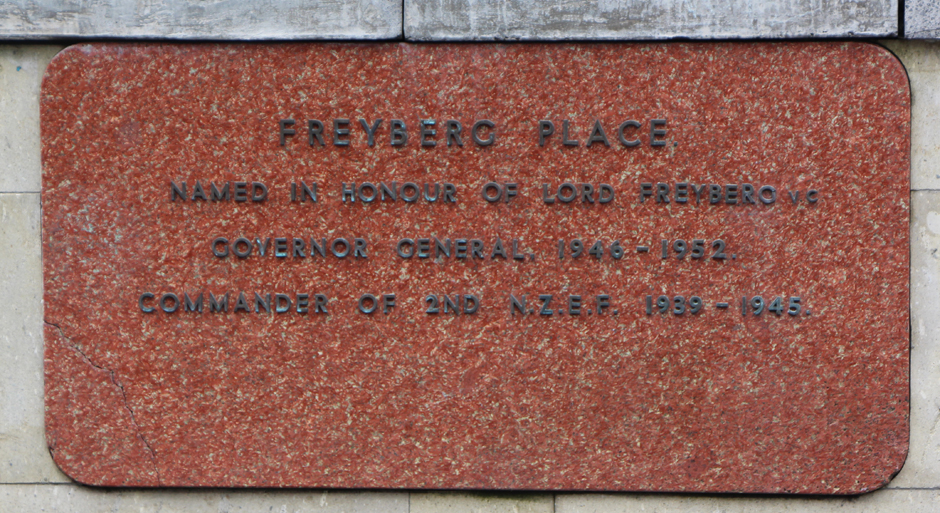 FREYBERG PLACE.
NAMED IN HONOUR OF LORD FREYBERG V.C
GOVERNOR GENERAL, 1946-1952.
COMMANDER OF 2ND N.Z.E.F. 1939-1945.